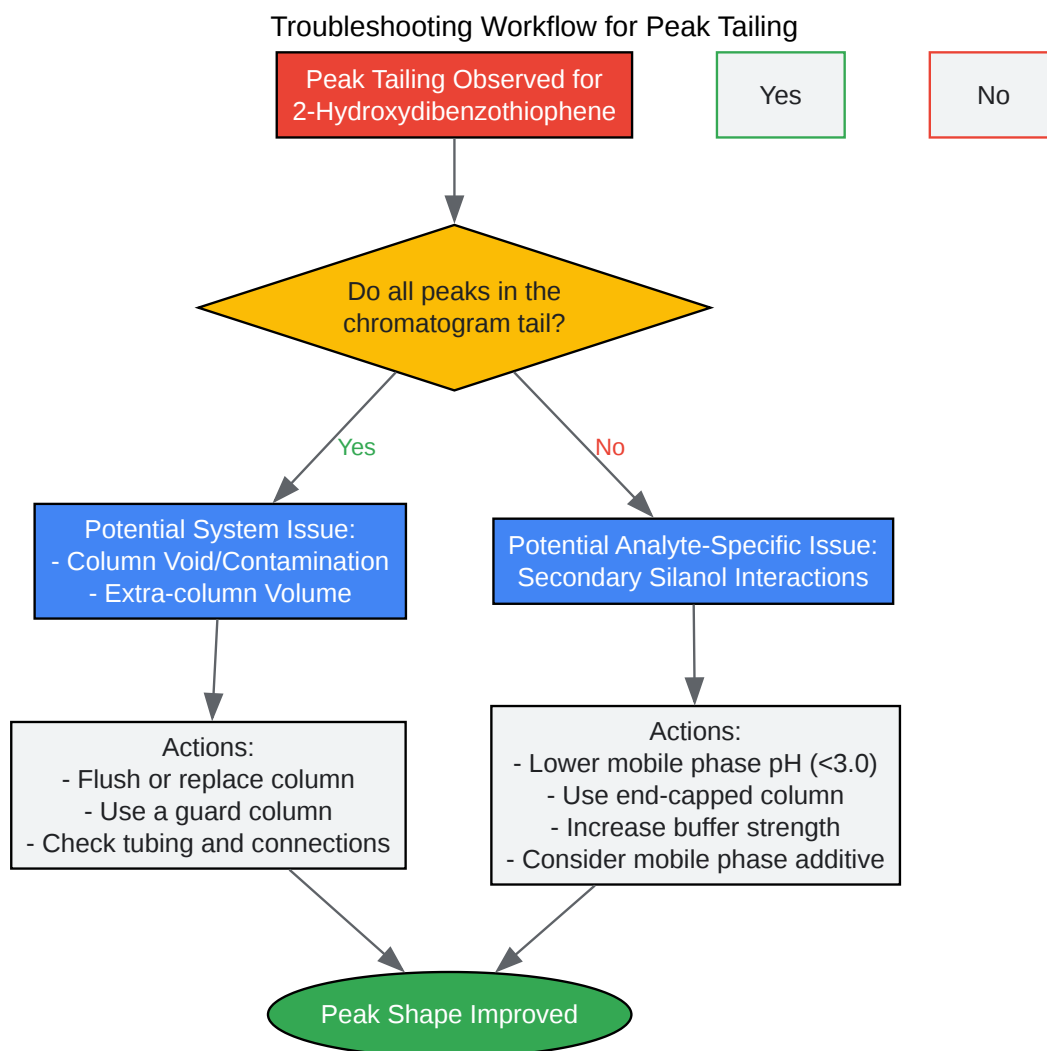 Troubleshooting Workflow for Peak Tailing
Peak Tailing Observed for
2-Hydroxydibenzothiophene
Yes
No
Do all peaks in the
chromatogram tail?
Yes
No
Potential System Issue:
- Column Void/Contamination
- Extra-column Volume
Potential Analyte-Specific Issue:
Secondary Silanol Interactions
Actions:
- Flush or replace column
- Use a guard column
- Check tubing and connections
Actions:
- Lower mobile phase pH (<3.0)
- Use end-capped column
- Increase buffer strength
- Consider mobile phase additive
Peak Shape Improved